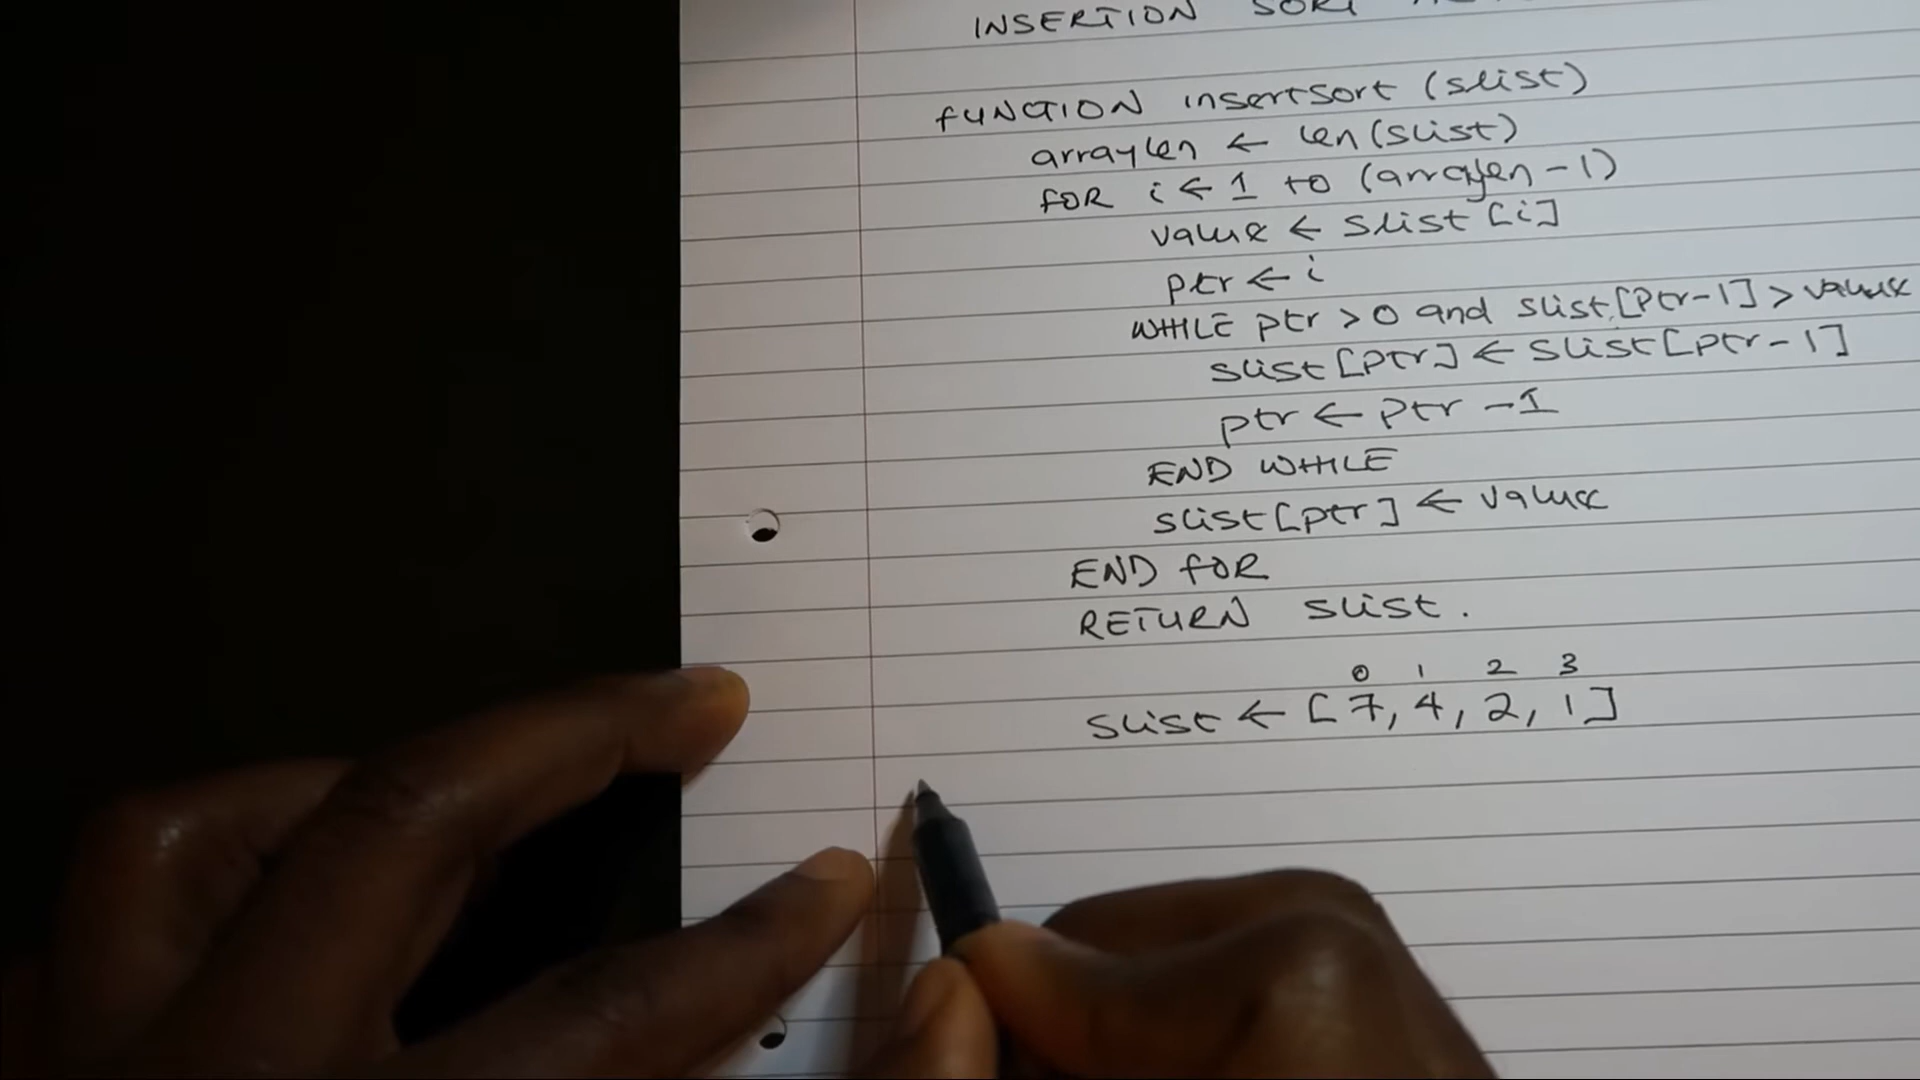 INSERTION SORT
FUNCTION insertsort (slist)
arraylen ← len(slist)
FOR i ← 1 to (arraylen - 1)
value ← slist [i]
ptr ← i
WHILE ptr > 0 and slist[ptr-1] > value
slist[ptr] ← slist[ptr-1]
ptr ← ptr - 1
END WHILE
slist[ptr] ← value
END FOR
RETURN slist.
0 1 2 3
slist ← [7, 4, 2, 1]